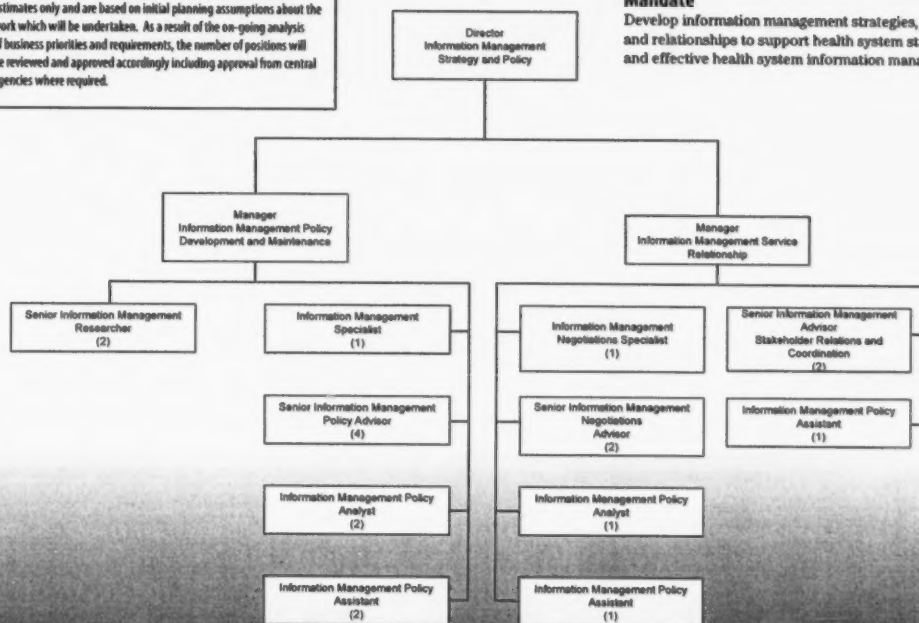 estimates only and are based on initial planning assumptions about the
work which will be undertaken. As a result of the on-going analysis
business priorities and requirements, the number of positions will
reviewed and approved accordingly including approval from central
agencies where required.
Director
Information Management
Strategy and Policy
Mandate
Develop information management strategies,
and relationships to support health system
and effective health system information
Manager
Information Management Policy
Development and Maintenance
Manager
Information Management Service
Relationship
Senior Information Management
Researcher
(2)
Information Management
Specialist
(1)
Information Management
Negotiations Specialist
(1)
Senior Information Management
Advisor
Stakeholder Relations and
Coordination
(2)
Senior Information Management
Policy Advisor
(4)
Senior Information Management
Negotiations
Advisor
(2)
Information Management Policy
Assistant
(1)
Information Management Policy
Analyst
(2)
Information Management Policy
Analyst
(1)
Information Management Policy
Assistant
(2)
Information Management Policy
Assistant
(1)